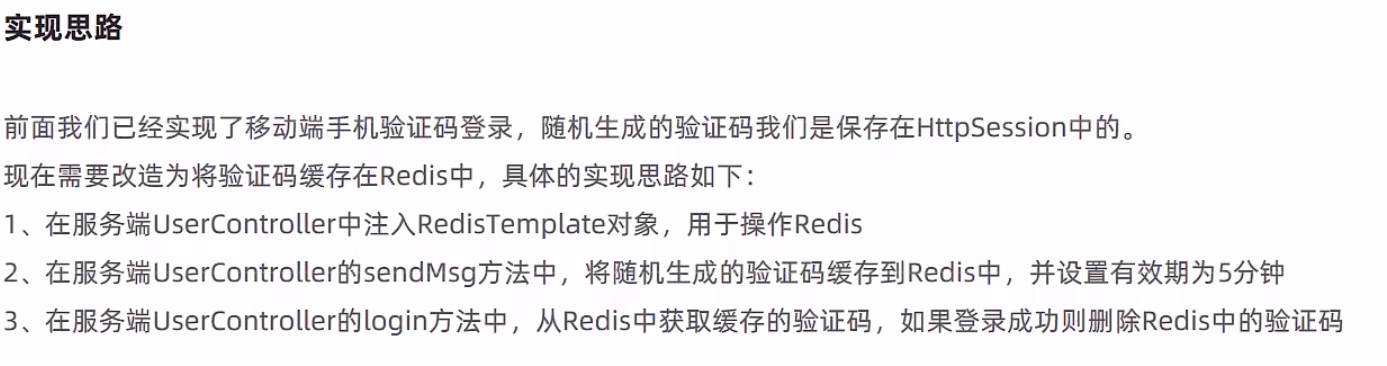 实现思路
前面我们已经实现了移动端手机验证码登录，随机生成的验证码我们是保存在HttpSession中的。
现在需要改造为将验证码缓存在Redis中，具体的实现思路如下：
1、在服务端UserController中注入RedisTemplate对象，用于操作Redis
2、在服务端UserController的sendMsg方法中，将随机生成的验证码缓存到Redis中，并设置有效期为5分钟
3、在服务端UserController的login方法中，从Redis中获取缓存的验证码，如果登录成功则删除Redis中的验证码